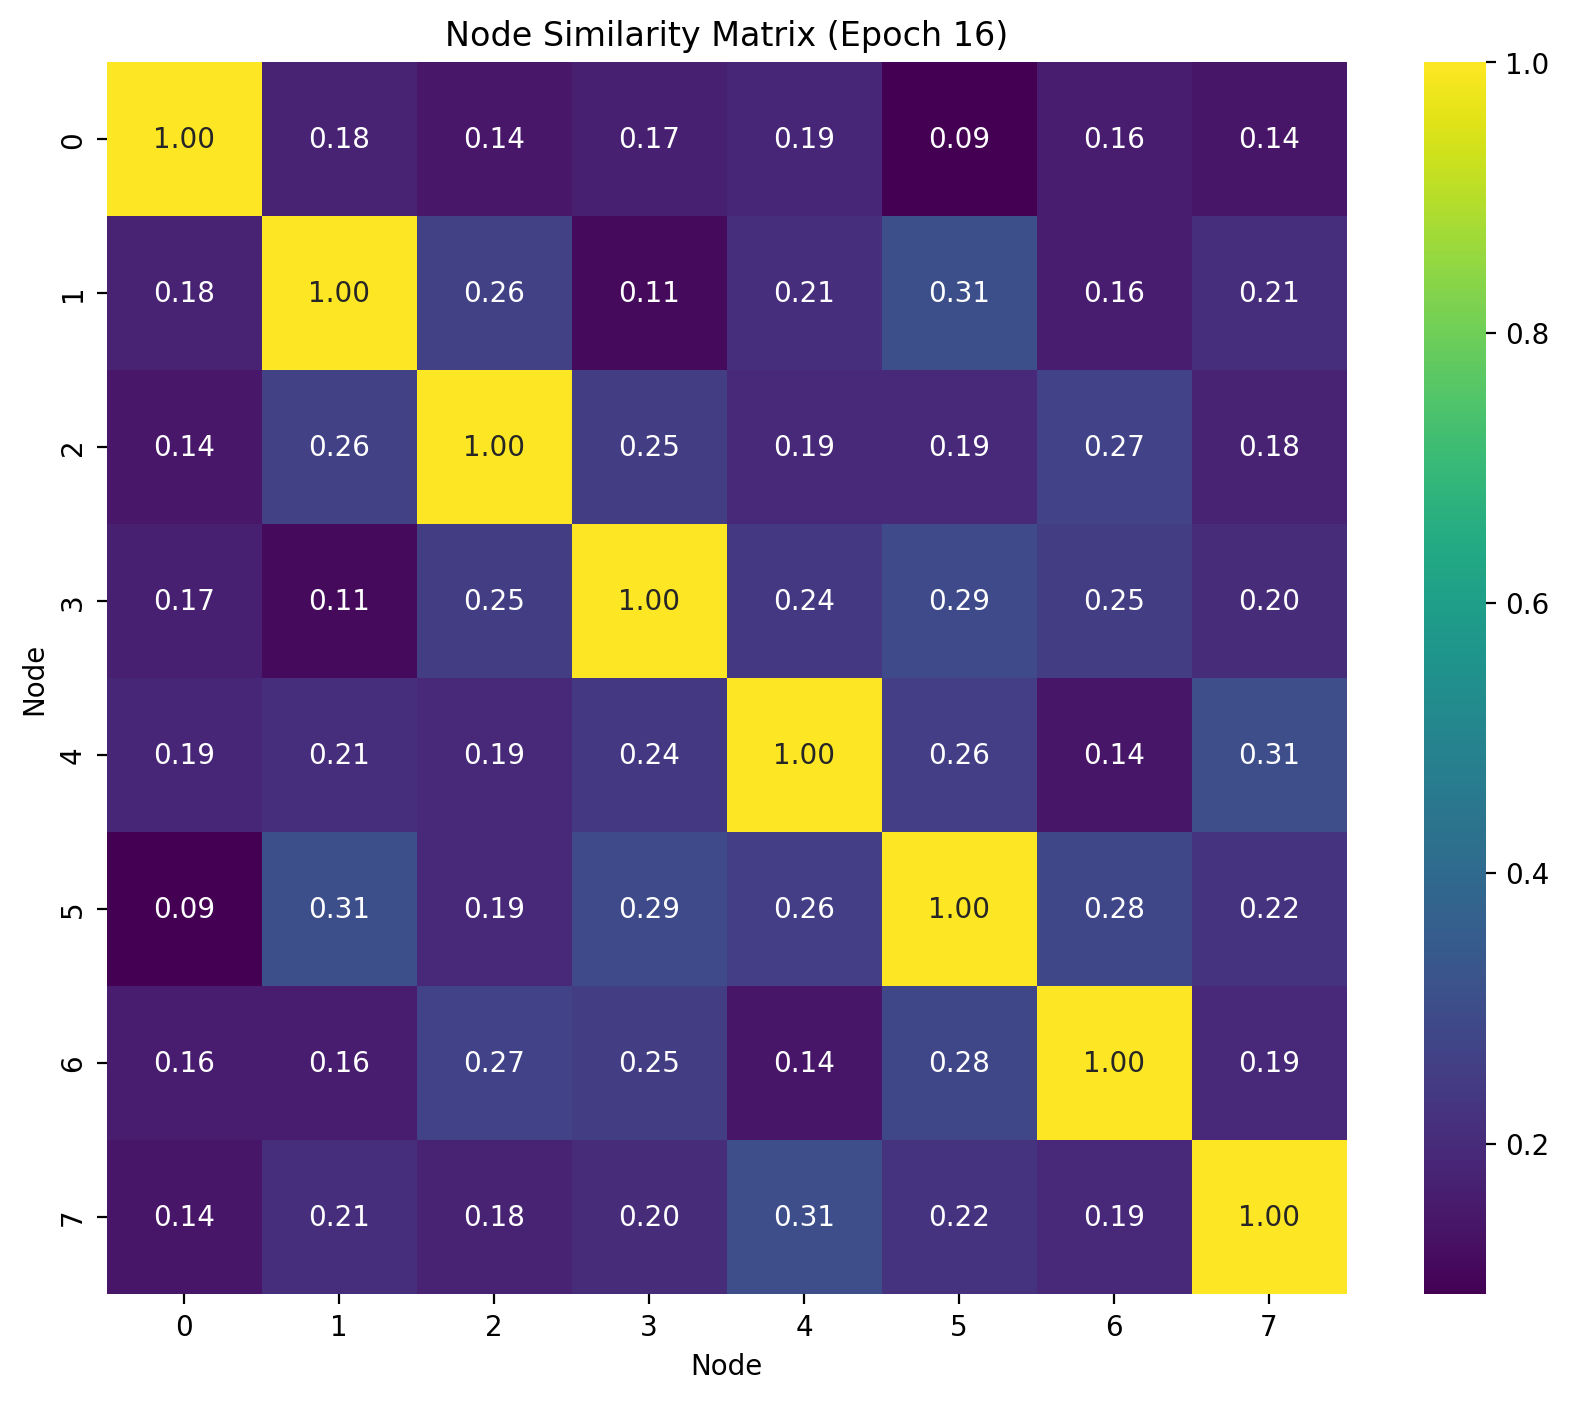 Node Similarity Matrix (Epoch 16)
0 1.00 0.18 0.14 0.17 0.19 0.09 0.16 0.14
1 0.18 1.00 0.26 0.11 0.21 0.31 0.16 0.21
2 0.14 0.26 1.00 0.25 0.19 0.19 0.27 0.18
3 0.17 0.11 0.25 1.00 0.24 0.29 0.25 0.20
4 0.19 0.21 0.19 0.24 1.00 0.26 0.14 0.31
5 0.09 0.31 0.19 0.29 0.26 1.00 0.28 0.22
6 0.16 0.16 0.27 0.25 0.14 0.28 1.00 0.19
7 0.14 0.21 0.18 0.20 0.31 0.22 0.19 1.00
0 1 2 3 4 5 6 7
Node
Node
1.0
0.8
0.6
0.4
0.2